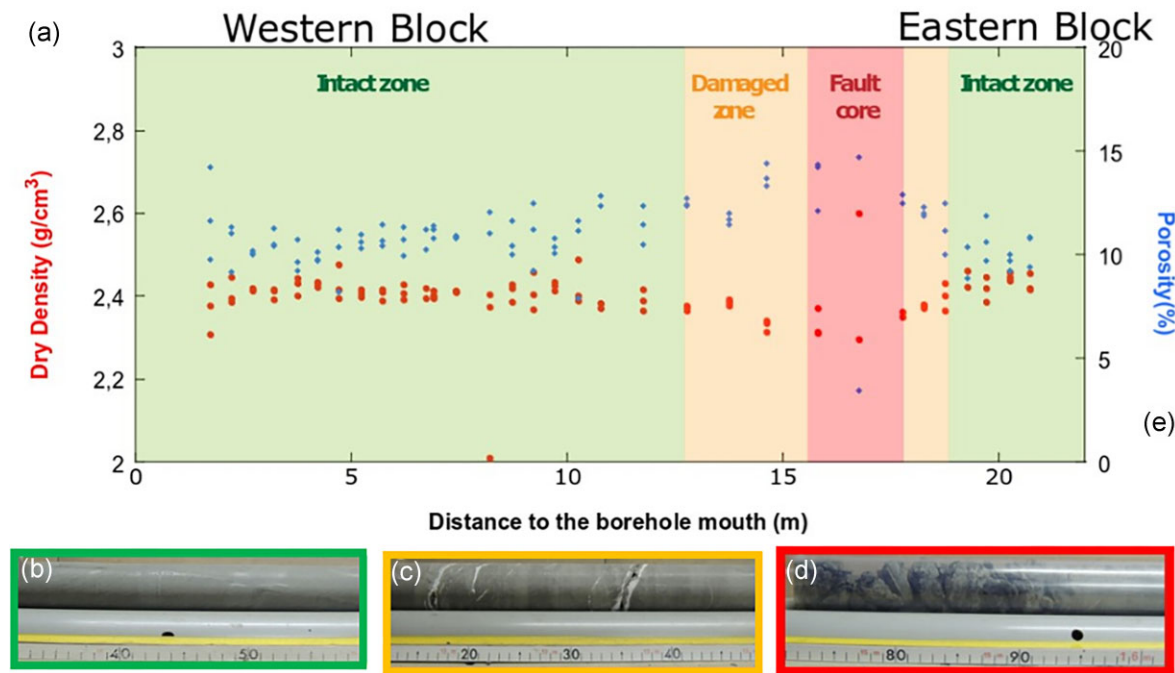 (a)
Western Block
Eastern Block
3
2,8
2,6
2,4
2,2
2
Dry Density (g/cm³)
Intact zone
Damaged
zone
Fault
core
Intact zone
20
15
10
5
0
Porosity(%)
(e)
0
5
10
15
20
Distance to the borehole mouth (m)
(b)
40
50
(c)
20
30
40
(d)
80
90